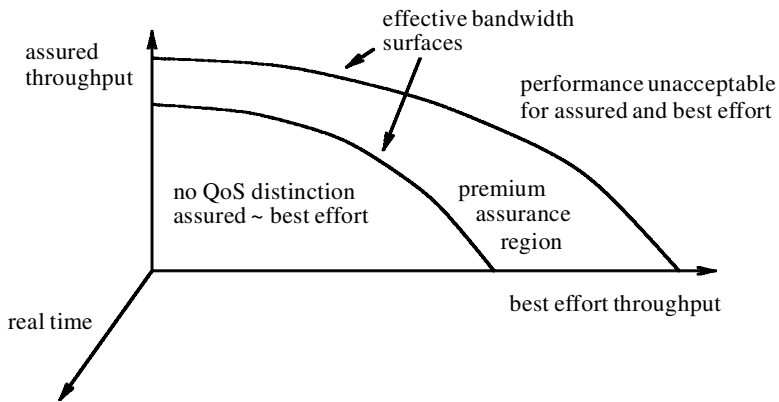 effective bandwidth
surfaces
assured
throughput
performance unacceptable
for assured and best effort
no QoS distinction
assured ~ best effort
premium
assurance
region
best effort throughput
real time